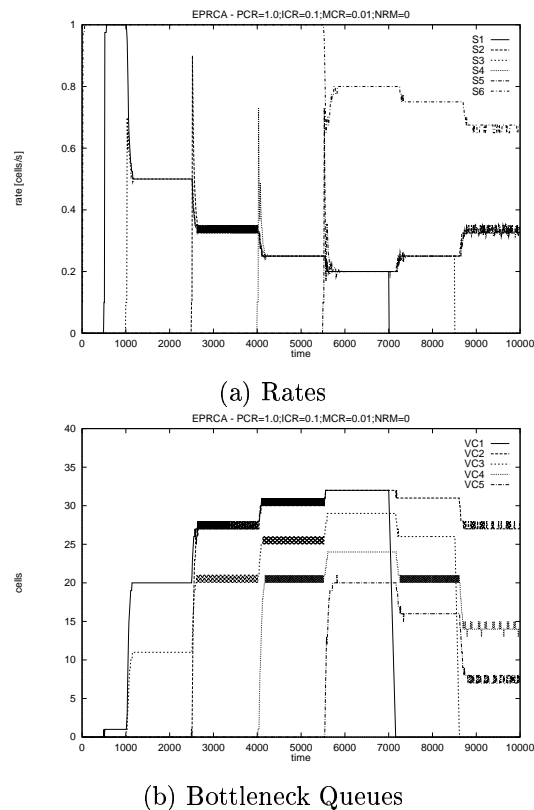 EPRCA - PCR=1.0;ICR=0.1;MCR=0.01;NRM=0
1
0.8
0.6
0.4
0.2
0
rate [cells/s]
S1
S2
S3
S4
S5
S6
0 1000 2000 3000 4000 5000 6000 7000 8000 9000 10000
time
(a) Rates
EPRCA - PCR=1.0;ICR=0.1;MCR=0.01;NRM=0
40
35
30
25
20
15
10
5
0
cells
VC1
VC2
VC3
VC4
VC5
0 1000 2000 3000 4000 5000 6000 7000 8000 9000 10000
time
(b) Bottleneck Queues